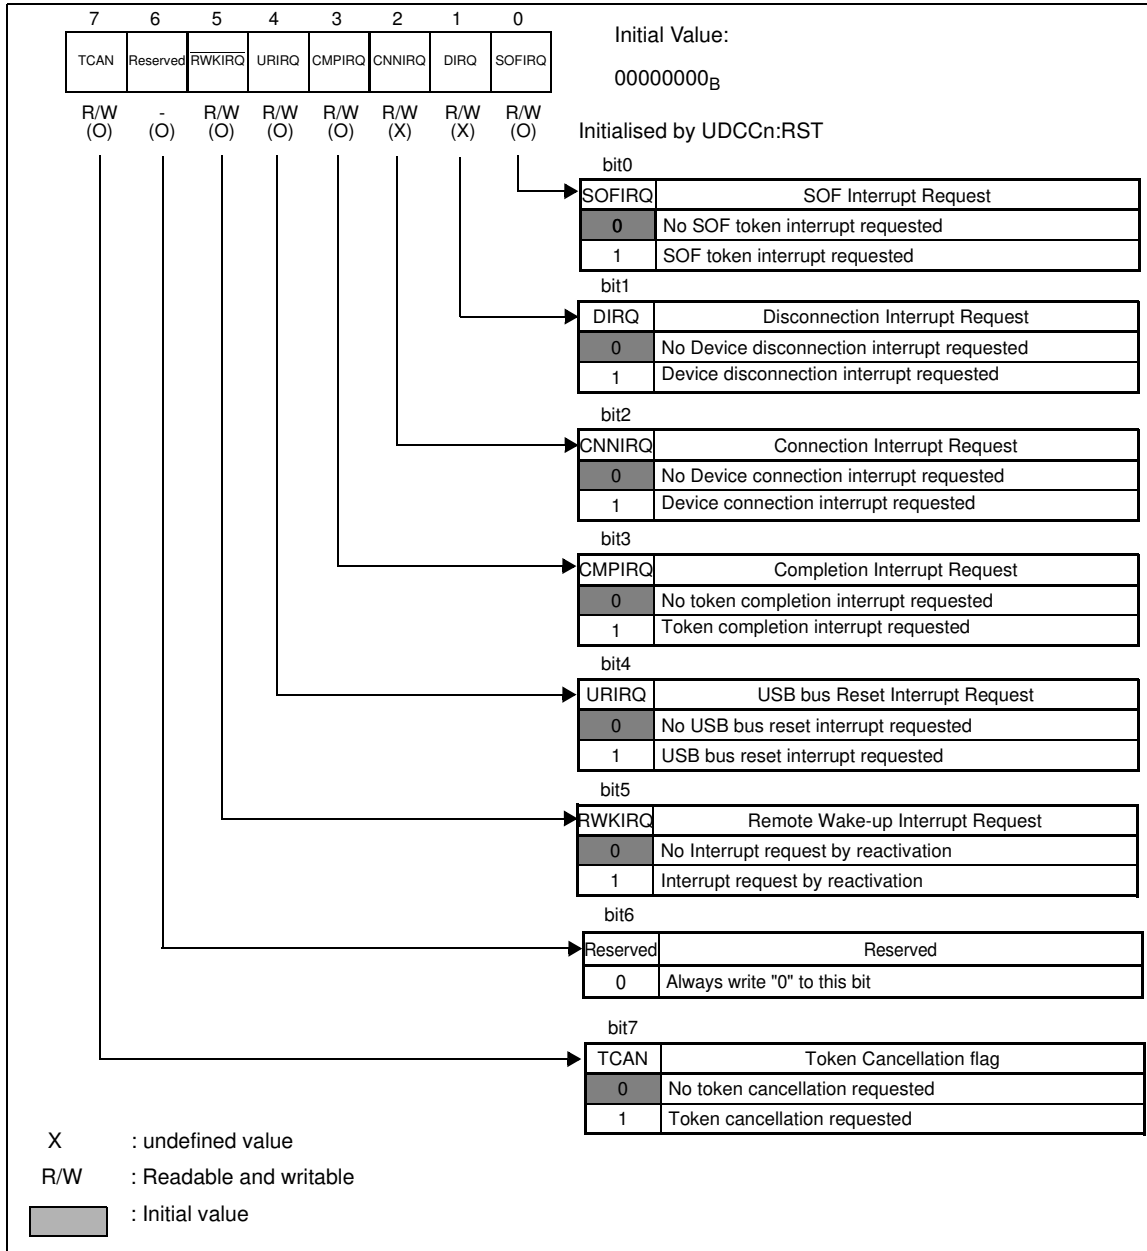 7 6 5 4 3 2 1 0
TCAN Reserved RWKIRQ URIRQ CMPIRQ CNNIRQ DIRQ SOFIRQ
R/W - R/W R/W R/W R/W R/W R/W
(O) (O) (O) (O) (O) (X) (X) (O)
Initial Value:
00000000B
Initialised by UDCCn:RST
bit0
SOFIRQ SOF Interrupt Request
0 No SOF token interrupt requested
1 SOF token interrupt requested
bit1
DIRQ Disconnection Interrupt Request
0 No Device disconnection interrupt requested
1 Device disconnection interrupt requested
bit2
CNNIRQ Connection Interrupt Request
0 No Device connection interrupt requested
1 Device connection interrupt requested
bit3
CMPIRQ Completion Interrupt Request
0 No token completion interrupt requested
1 Token completion interrupt requested
bit4
URIRQ USB bus Reset Interrupt Request
0 No USB bus reset interrupt requested
1 USB bus reset interrupt requested
bit5
RWKIRQ Remote Wake-up Interrupt Request
0 No Interrupt request by reactivation
1 Interrupt request by reactivation
bit6
Reserved Reserved
0 Always write "0" to this bit
bit7
TCAN Token Cancellation flag
0 No token cancellation requested
1 Token cancellation requested
X : undefined value
R/W : Readable and writable
: Initial value